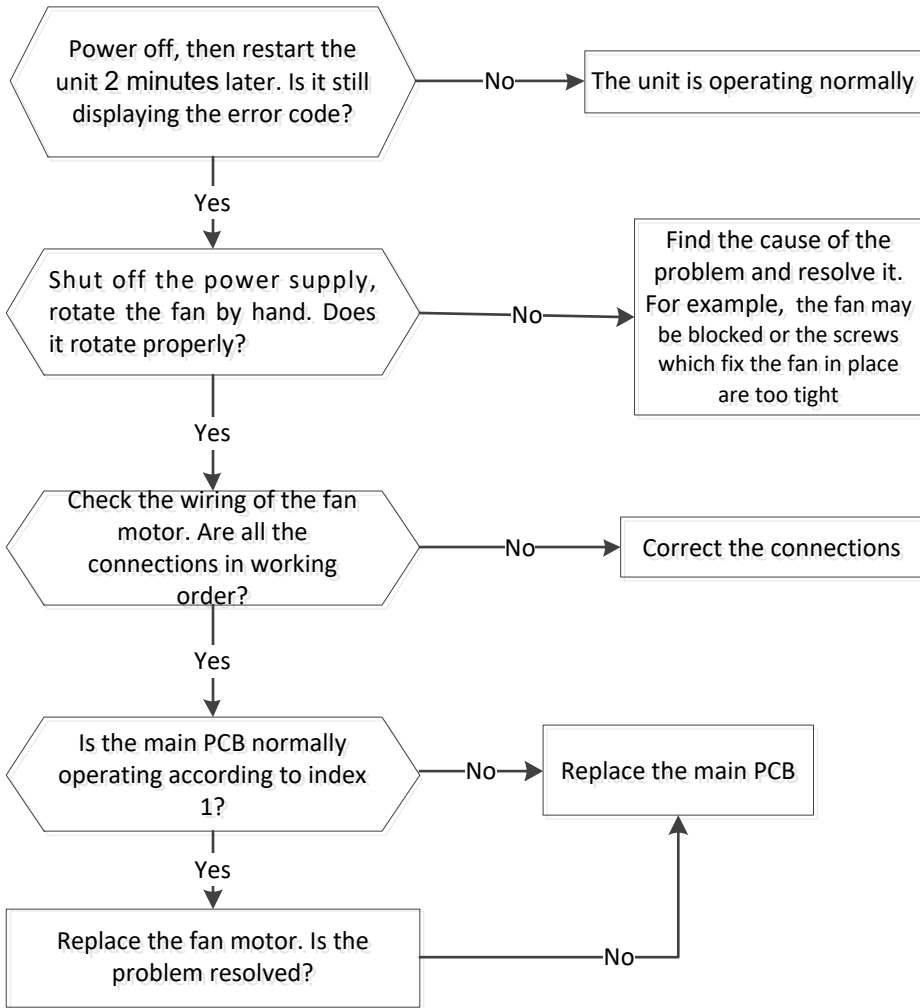 Power off, then restart the
unit 2 minutes later. Is it still
displaying the error code?
No
The unit is operating normally
Yes
Shut off the power supply,
rotate the fan by hand. Does
it rotate properly?
No
Find the cause of the
problem and resolve it.
For example, the fan may
be blocked or the screws
which fix the fan in place
are too tight
Yes
Check the wiring of the fan
motor. Are all the
connections in working
order?
No
Correct the connections
Yes
Is the main PCB normally
operating according to index
1?
No
Replace the main PCB
Yes
Replace the fan motor. Is the
problem resolved?
No